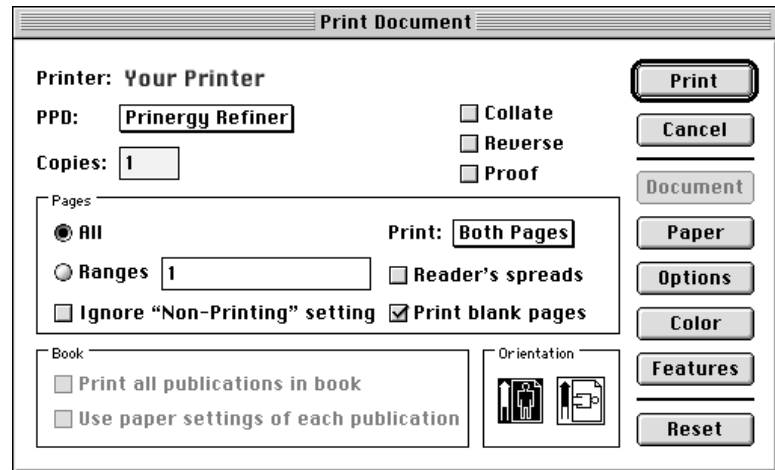 Print Document
Printer: Your Printer
Print
PPD: Prinergy Refiner
Collate
Cancel
Reverse
Copies: 1
Proof
Document
Pages
All
Print: Both Pages
Paper
Ranges 1
Reader's spreads
Options
Ignore “Non-Printing” setting
Print blank pages
Color
Book
Orientation
Features
Print all publications in book
Use paper settings of each publication
Reset